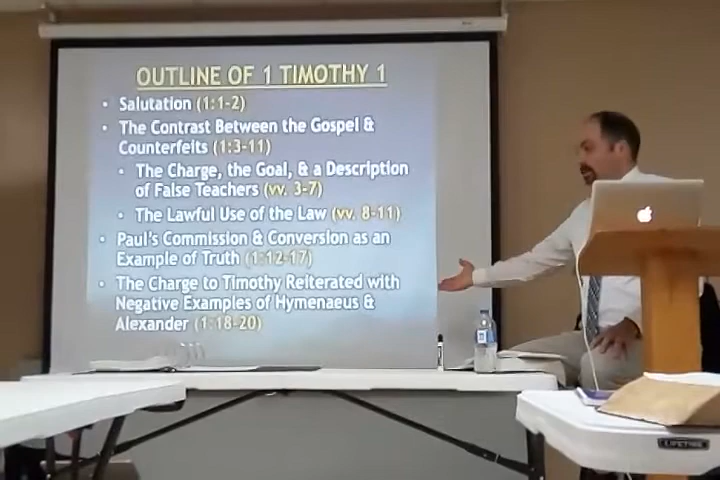 OUTLINE OF 1 TIMOTHY 1
• Salutation (1:1-2)
• The Contrast Between the Gospel &
Counterfeits (1:3-11)
• The Charge, the Goal, & a Description
of False Teachers (vv. 3-7)
• The Lawful Use of the Law (vv. 8-11)
• Paul's Commission & Conversion as an
Example of Truth (1:12-17)
• The Charge to Timothy Reiterated with
Negative Examples of Hymenaeus &
Alexander (1:18-20)
LIFETIME